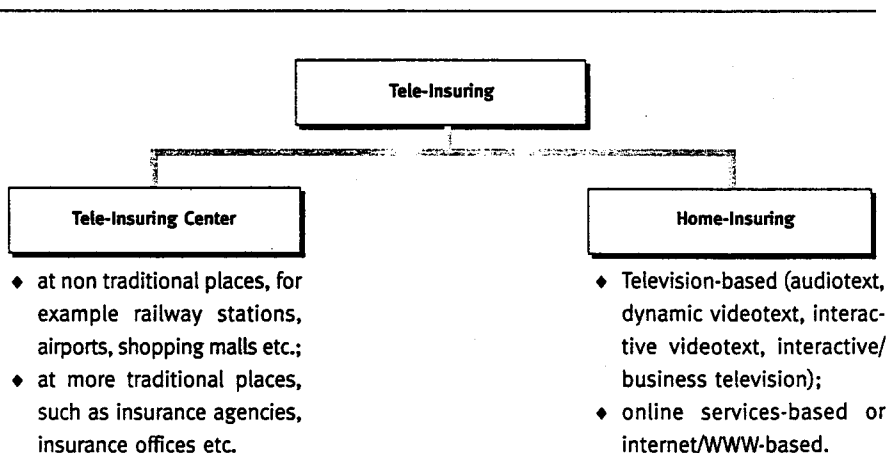 Tele-Insuring
Tele-Insuring Center
♦ at non traditional places, for
example railway stations,
airports, shopping malls etc.;
♦ at more traditional places,
such as insurance agencies,
insurance offices etc.
Home-Insuring
♦ Television-based (audiotext,
dynamic videotext, interac-
tive videotext, interactive/
business television);
♦ online services-based or
internet/WWW-based.